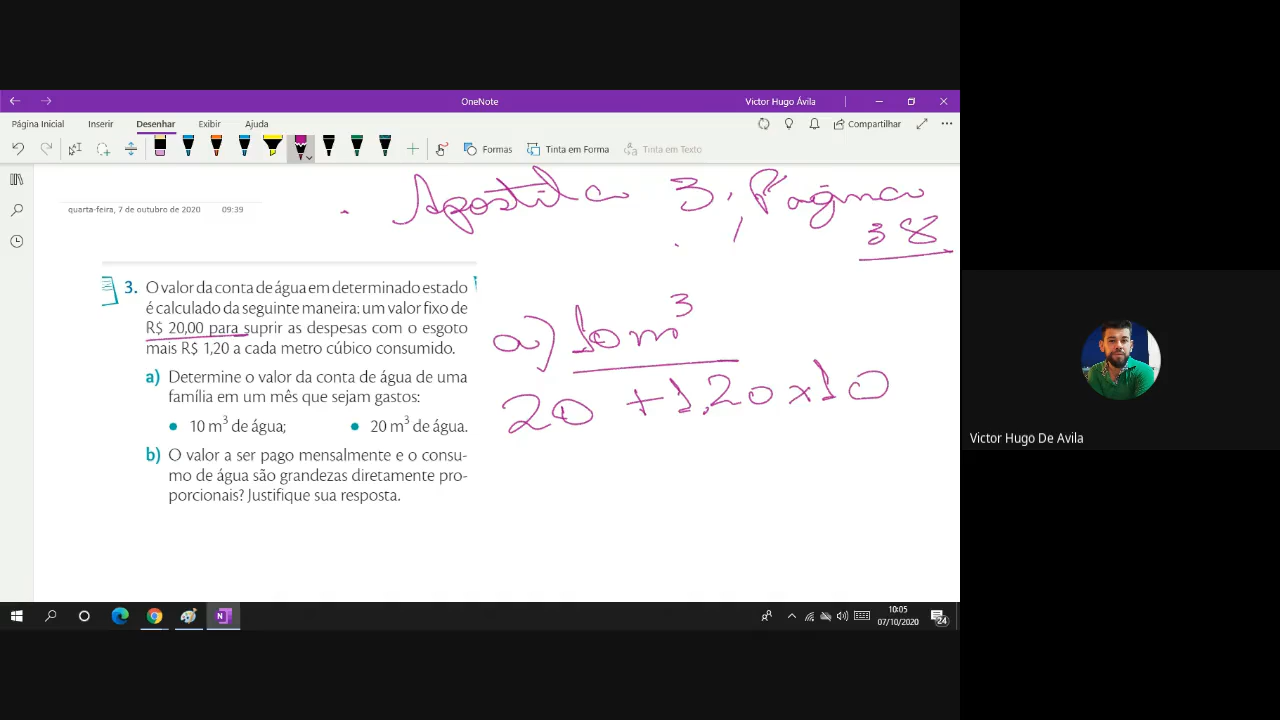 OneNote
Victor Hugo Ávila
Página Inicial Inserir Desenhar Exibir Ajuda
Compartilhar
Formas Tinta em Forma Tinta em Texto
quarta-feira, 7 de outubro de 2020 09:39
Apostila 3, Página
38
3. O valor da conta de água em determinado estado
é calculado da seguinte maneira: um valor fixo de
R$ 20,00 para suprir as despesas com o esgoto
mais R$ 1,20 a cada metro cúbico consumido.
a) Determine o valor da conta de água de uma
família em um mês que sejam gastos:
• 10 m³ de água; • 20 m³ de água.
b) O valor a ser pago mensalmente e o consu-
mo de água são grandezas diretamente pro-
porcionais? Justifique sua resposta.
a) 10 m³
20 + 1,20 x 10
Victor Hugo De Avila
10:05
07/10/2020
24